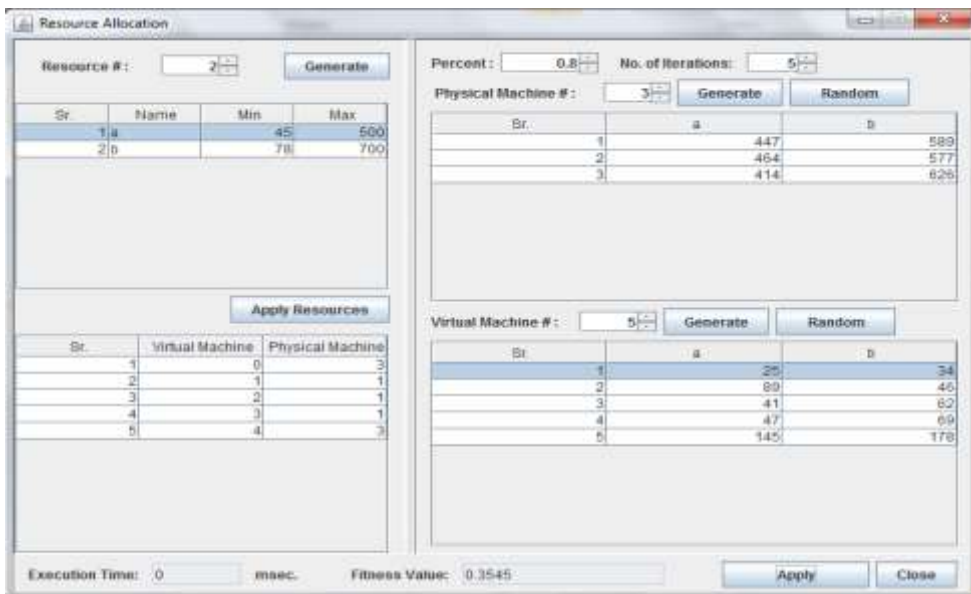 Resource Allocation
Resource # : 2 Generate
Sr. Name Min Max
1 a 45 500
2 b 78 700
Apply Resources
Sr. Virtual Machine Physical Machine
1 0 3
2 1 1
3 2 1
4 3 1
5 4 3
Percent : 0.8 No. of Iterations: 5
Physical Machine # : 3 Generate Random
Sr. a b
1 447 589
2 464 577
3 414 626
Virtual Machine # : 5 Generate Random
Sr. a b
1 25 34
2 89 46
3 41 62
4 47 69
5 145 178
Execution Time: 0 msec. Fitness Value: 0.3545 Apply Close